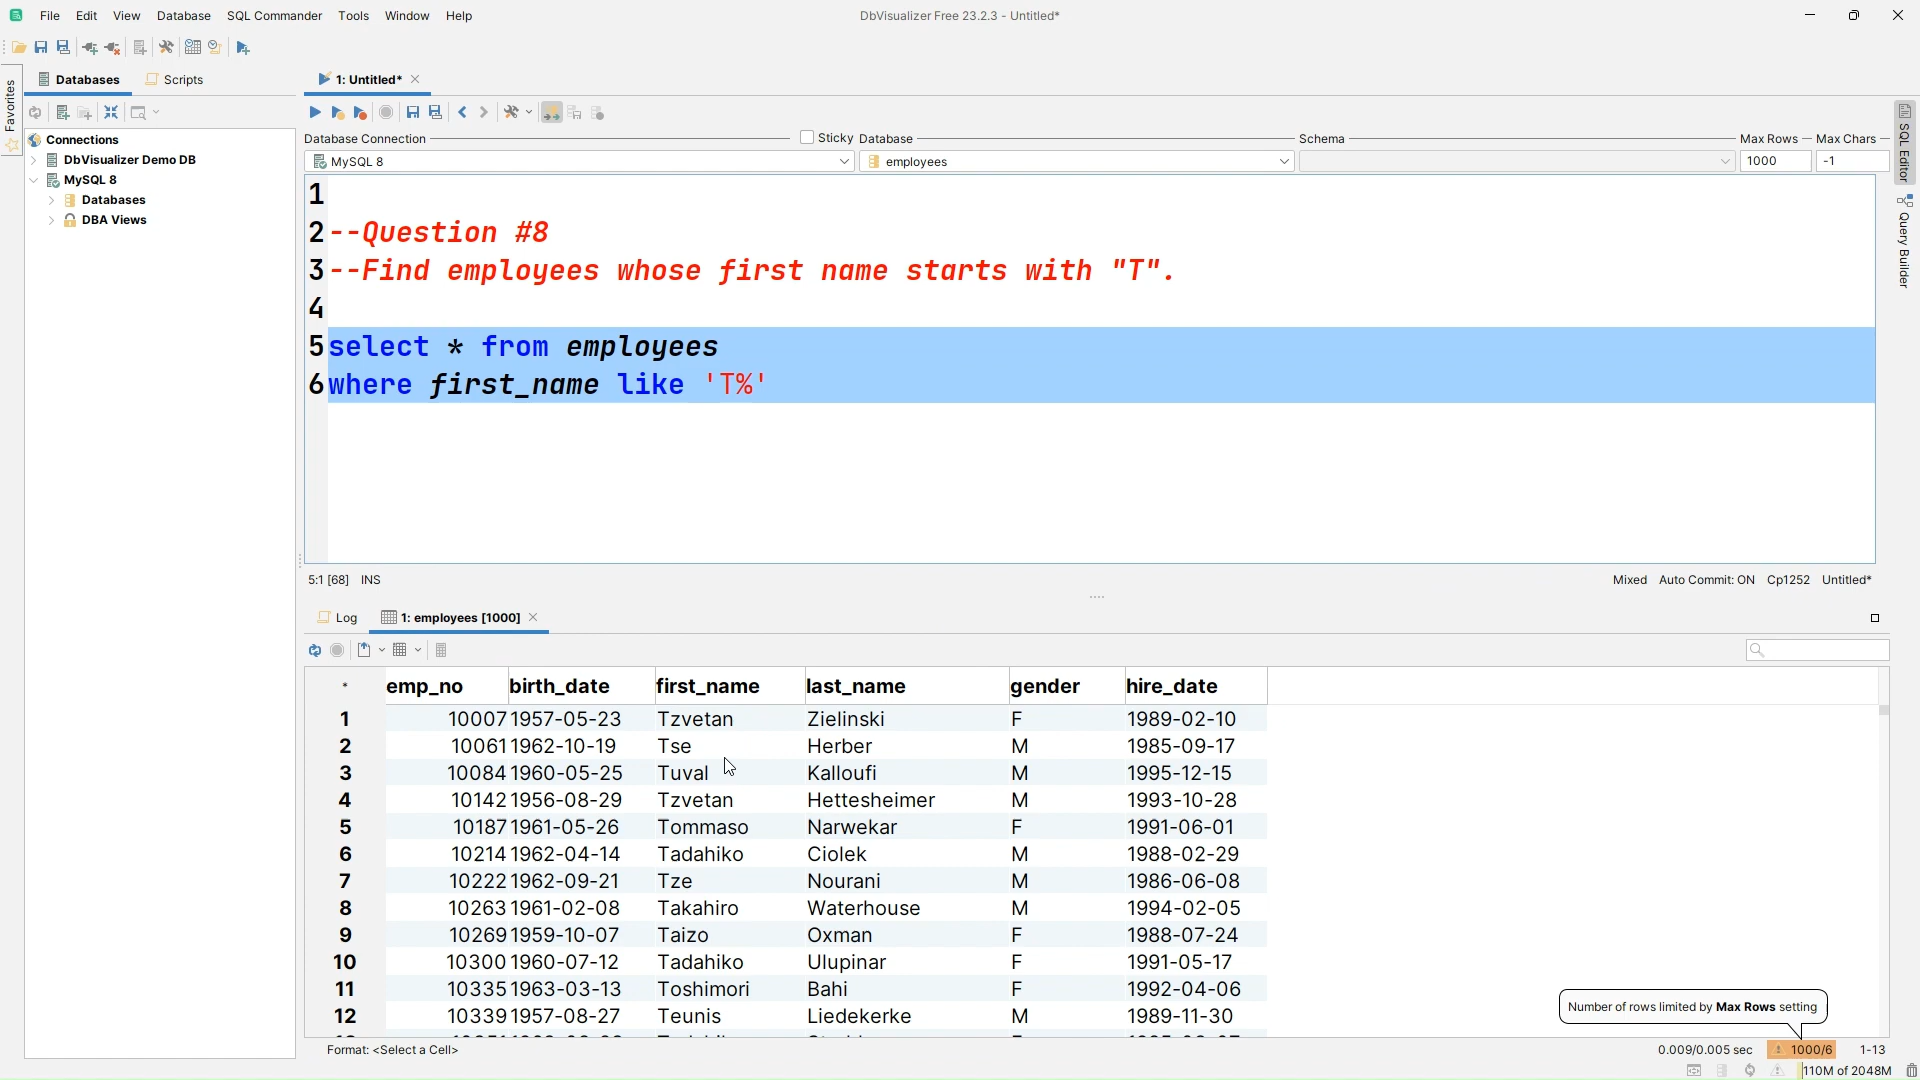 File Edit View Database SQL Commander Tools Window Help
DbVisualizer Free 23.2.3 - Untitled*
Favorites
Databases Scripts
1: Untitled*
Connections
DbVisualizer Demo DB
MySQL 8
Databases
DBA Views
Database Connection Sticky Database Schema Max Rows Max Chars
MySQL 8 employees 1000 -1
SQL Editor
Query Builder
1
2 --Question #8
3 --Find employees whose first name starts with "T".
4
5 select * from employees
6 where first_name like 'T%'
5:1 [68] INS Mixed Auto Commit: ON Cp1252 Untitled*
Log 1: employees [1000]
* emp_no birth_date first_name last_name gender hire_date
1 10007 1957-05-23 Tzvetan Zielinski F 1989-02-10
2 10061 1962-10-19 Tse Herber M 1985-09-17
3 10084 1960-05-25 Tuval Kalloufi M 1995-12-15
4 10142 1956-08-29 Tzvetan Hettesheimer M 1993-10-28
5 10187 1961-05-26 Tommaso Narwekar F 1991-06-01
6 10214 1962-04-14 Tadahiko Ciolek M 1988-02-29
7 10222 1962-09-21 Tze Nourani M 1986-06-08
8 10263 1961-02-08 Takahiro Waterhouse M 1994-02-05
9 10269 1959-10-07 Taizo Oxman F 1988-07-24
10 10300 1960-07-12 Tadahiko Ulupinar F 1991-05-17
11 10335 1963-03-13 Toshimori Bahi F 1992-04-06
12 10339 1957-08-27 Teunis Liedekerke M 1989-11-30
Number of rows limited by Max Rows setting
Format: <Select a Cell> 0.009/0.005 sec 1000/6 1-13
110M of 2048M